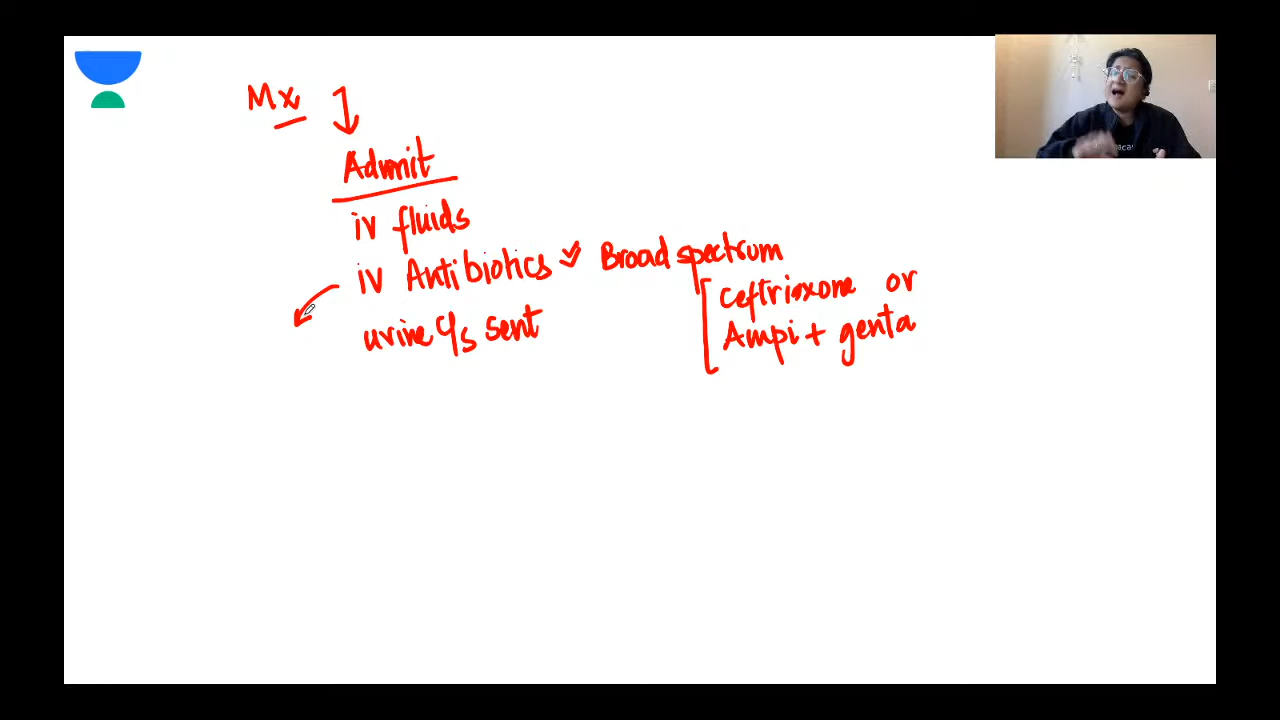 Mx
Admit
iv fluids
iv Antibiotics Broad spectrum
Ceftriaxone or
urine c/s sent
Ampi + genta